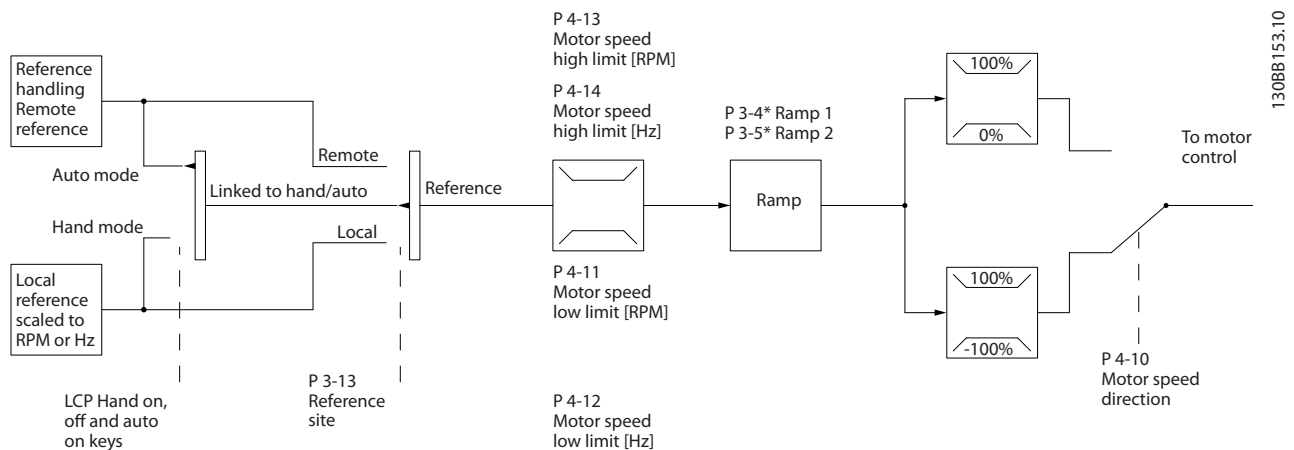 Reference
handling
Remote
reference
Auto mode
Hand mode
Local
reference
scaled to
RPM or Hz
LCP Hand on,
off and auto
on keys
Linked to hand/auto
Remote
Local
P 3-13
Reference
site
Reference
P 4-13
Motor speed
high limit [RPM]
P 4-14
Motor speed
high limit [Hz]
P 4-11
Motor speed
low limit [RPM]
P 4-12
Motor speed
low limit [Hz]
P 3-4* Ramp 1
P 3-5* Ramp 2
Ramp
100%
0%
100%
-100%
To motor
control
P 4-10
Motor speed
direction
130BB153.10